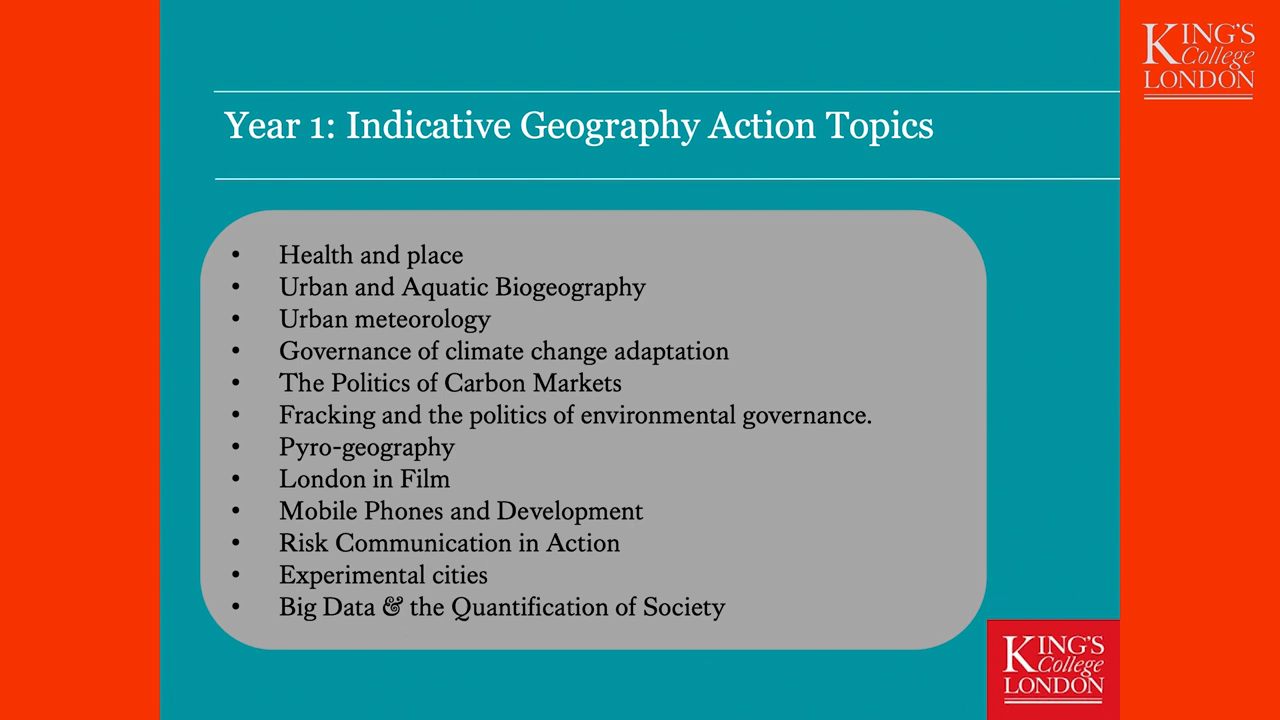 KING'S
College
LONDON
Year 1: Indicative Geography Action Topics
• Health and place
• Urban and Aquatic Biogeography
• Urban meteorology
• Governance of climate change adaptation
• The Politics of Carbon Markets
• Fracking and the politics of environmental governance.
• Pyro-geography
• London in Film
• Mobile Phones and Development
• Risk Communication in Action
• Experimental cities
• Big Data & the Quantification of Society
KING'S
College
LONDON